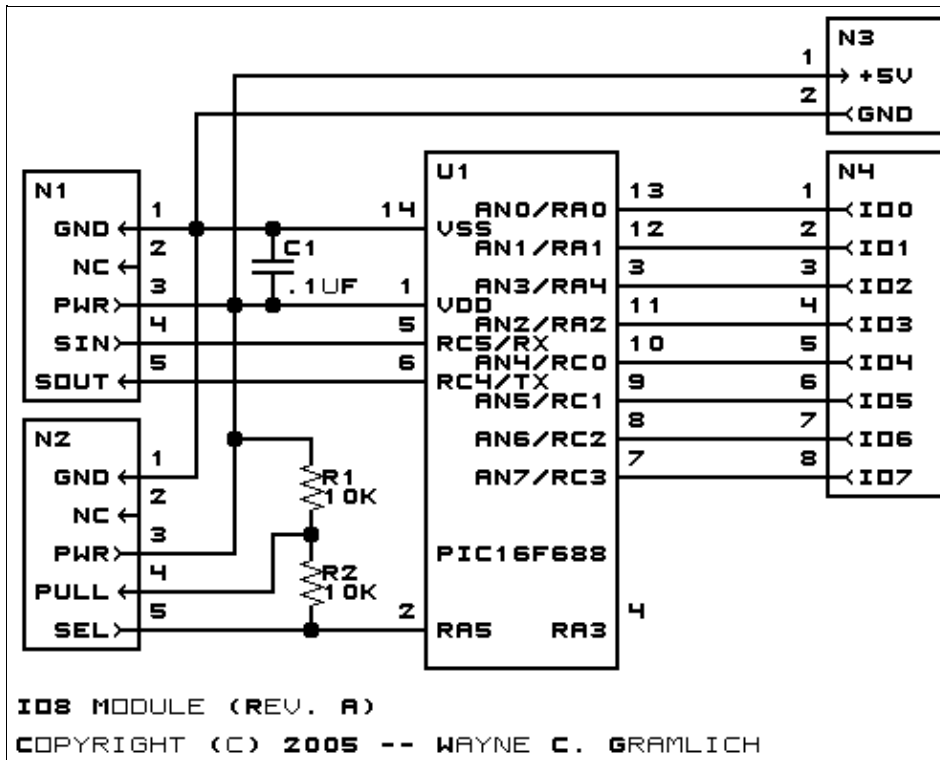 N3
1
+5V
2
GND
N1
1
GND
2
NC
3
PWR
4
SIN
5
SOUT
C1
.1UF
N2
1
GND
2
NC
3
PWR
4
PULL
5
SEL
R1
10K
R2
10K
U1
14
VSS
1
VDD
5
RC5/RX
6
RC4/TX
2
RA5
AN0/RA0
13
AN1/RA1
12
AN3/RA4
3
AN2/RA2
11
AN4/RC0
10
AN5/RC1
9
AN6/RC2
8
AN7/RC3
7
PIC16F688
RA3
4
N4
1
IO0
2
IO1
3
IO2
4
IO3
5
IO4
6
IO5
7
IO6
8
IO7
IO8 MODULE (REV. A)
COPYRIGHT (C) 2005 -- WAYNE C. GRAMLICH